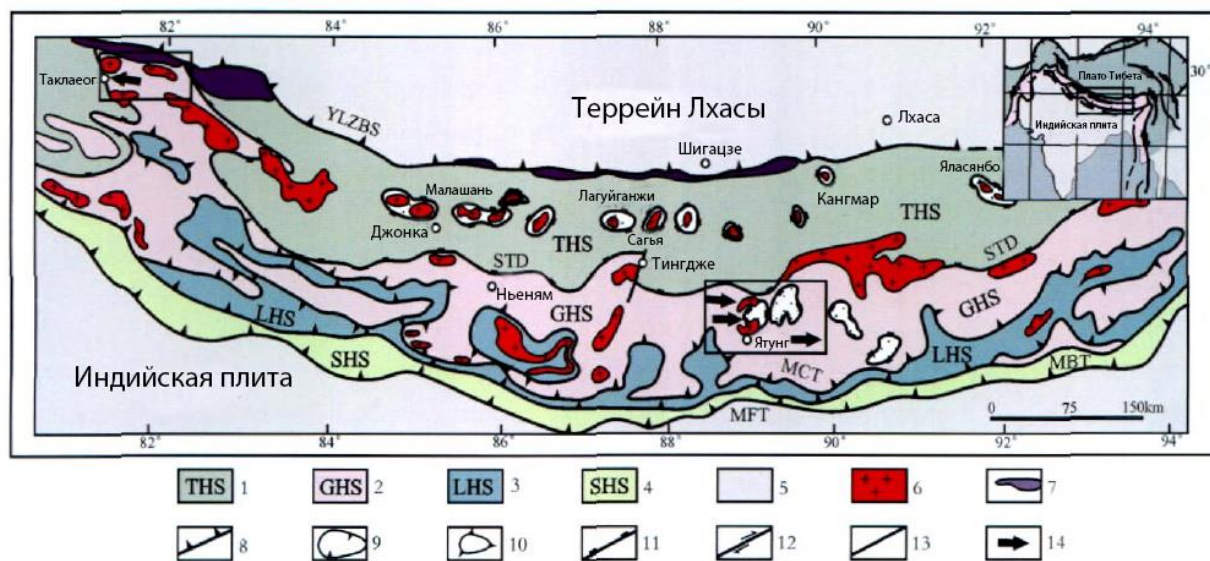 82° 84° 86° 88° 90° 92°
30°
Таклаеог
Плато Тибета
Индийская плита
Террейн Лхасы
Лхаса
YLZBS
Шигацзе
Яласянбо
Малашань
Лагуйганжи
Кангмар
THS
Джонка
THS
Сагья
STD
STD
Тингдже
Ньеням
GHS
GHS
LHS
Ятунг
LHS
SHS
MCT
MBT
Индийская плита
MFT
0 75 150km
82° 84° 86° 88° 90° 92° 94°
THS 1 GHS 2 LHS 3 SHS 4 5 6 7
8 9 10 11 12 13 14